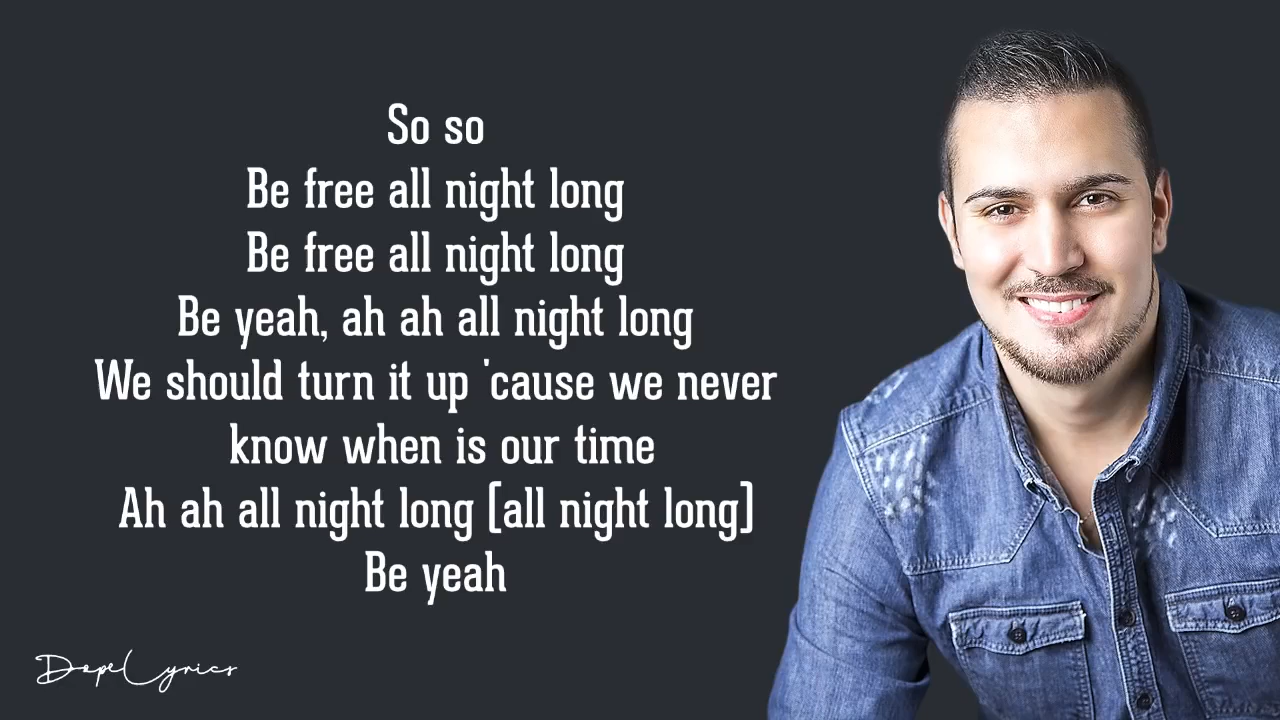 So so
Be free all night long
Be free all night long
Be yeah, ah ah all night long
We should turn it up 'cause we never
know when is our time
Ah ah all night long (all night long)
Be yeah
DopeLyrics